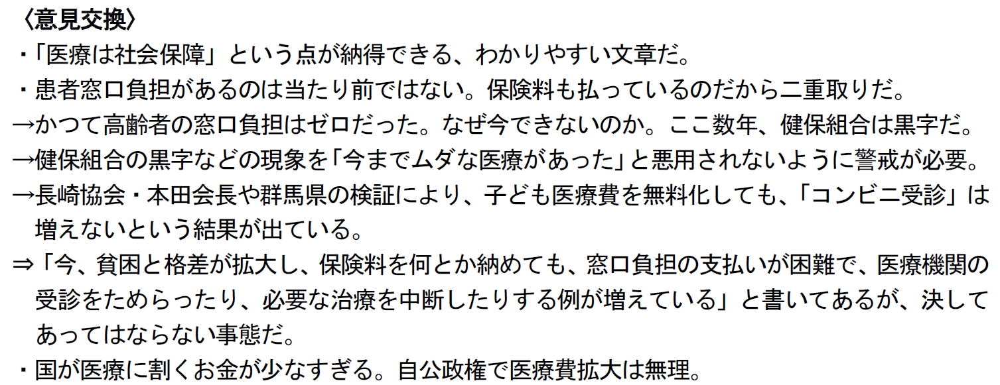 〈意見交換〉
・「医療は社会保障」という点が納得できる、わかりやすい文章だ。
・患者窓口負担があるのは当たり前ではない。保険料も払っているのだから二重取りだ。
→かつて高齢者の窓口負担はゼロだった。なぜ今できないのか。ここ数年、健保組合は黒字だ。
→健保組合の黒字などの現象を「今までムダな医療があった」と悪用されないように警戒が必要。
→長崎協会・本田会長や群馬県の検証により、子ども医療費を無料化しても、「コンビニ受診」は
増えないという結果が出ている。
⇒「今、貧困と格差が拡大し、保険料を何とか納めても、窓口負担の支払いが困難で、医療機関の
受診をためらったり、必要な治療を中断したりする例が増えている」と書いてあるが、決して
あってはならない事態だ。
・国が医療に割くお金が少なすぎる。自公政権で医療費拡大は無理。